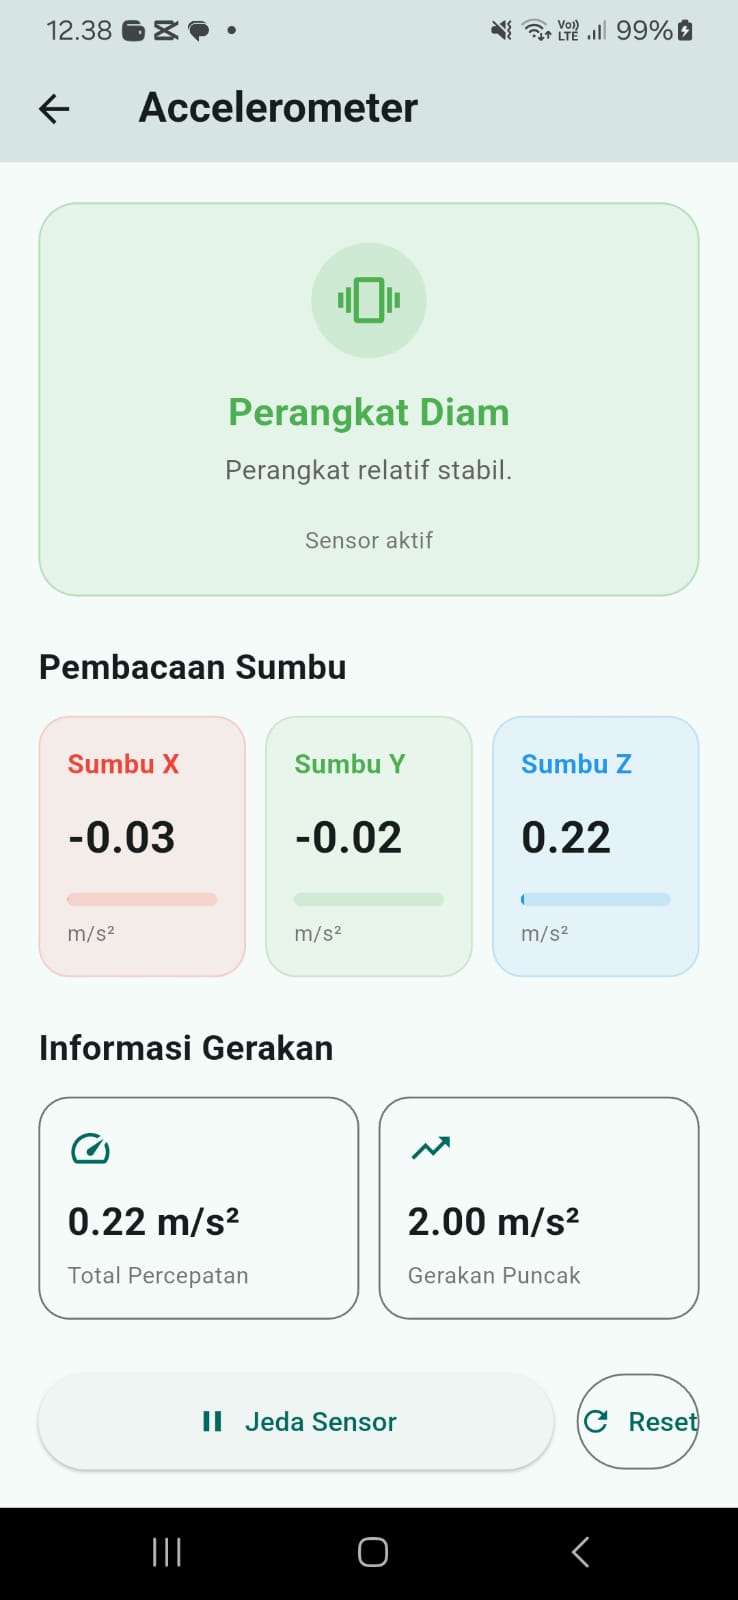 12.38
Vo))
LTE
99%
Accelerometer
Perangkat Diam
Perangkat relatif stabil.
Sensor aktif
Pembacaan Sumbu
Sumbu X
-0.03
m/s²
Sumbu Y
-0.02
m/s²
Sumbu Z
0.22
m/s²
Informasi Gerakan
0.22 m/s²
Total Percepatan
2.00 m/s²
Gerakan Puncak
Jeda Sensor
Reset